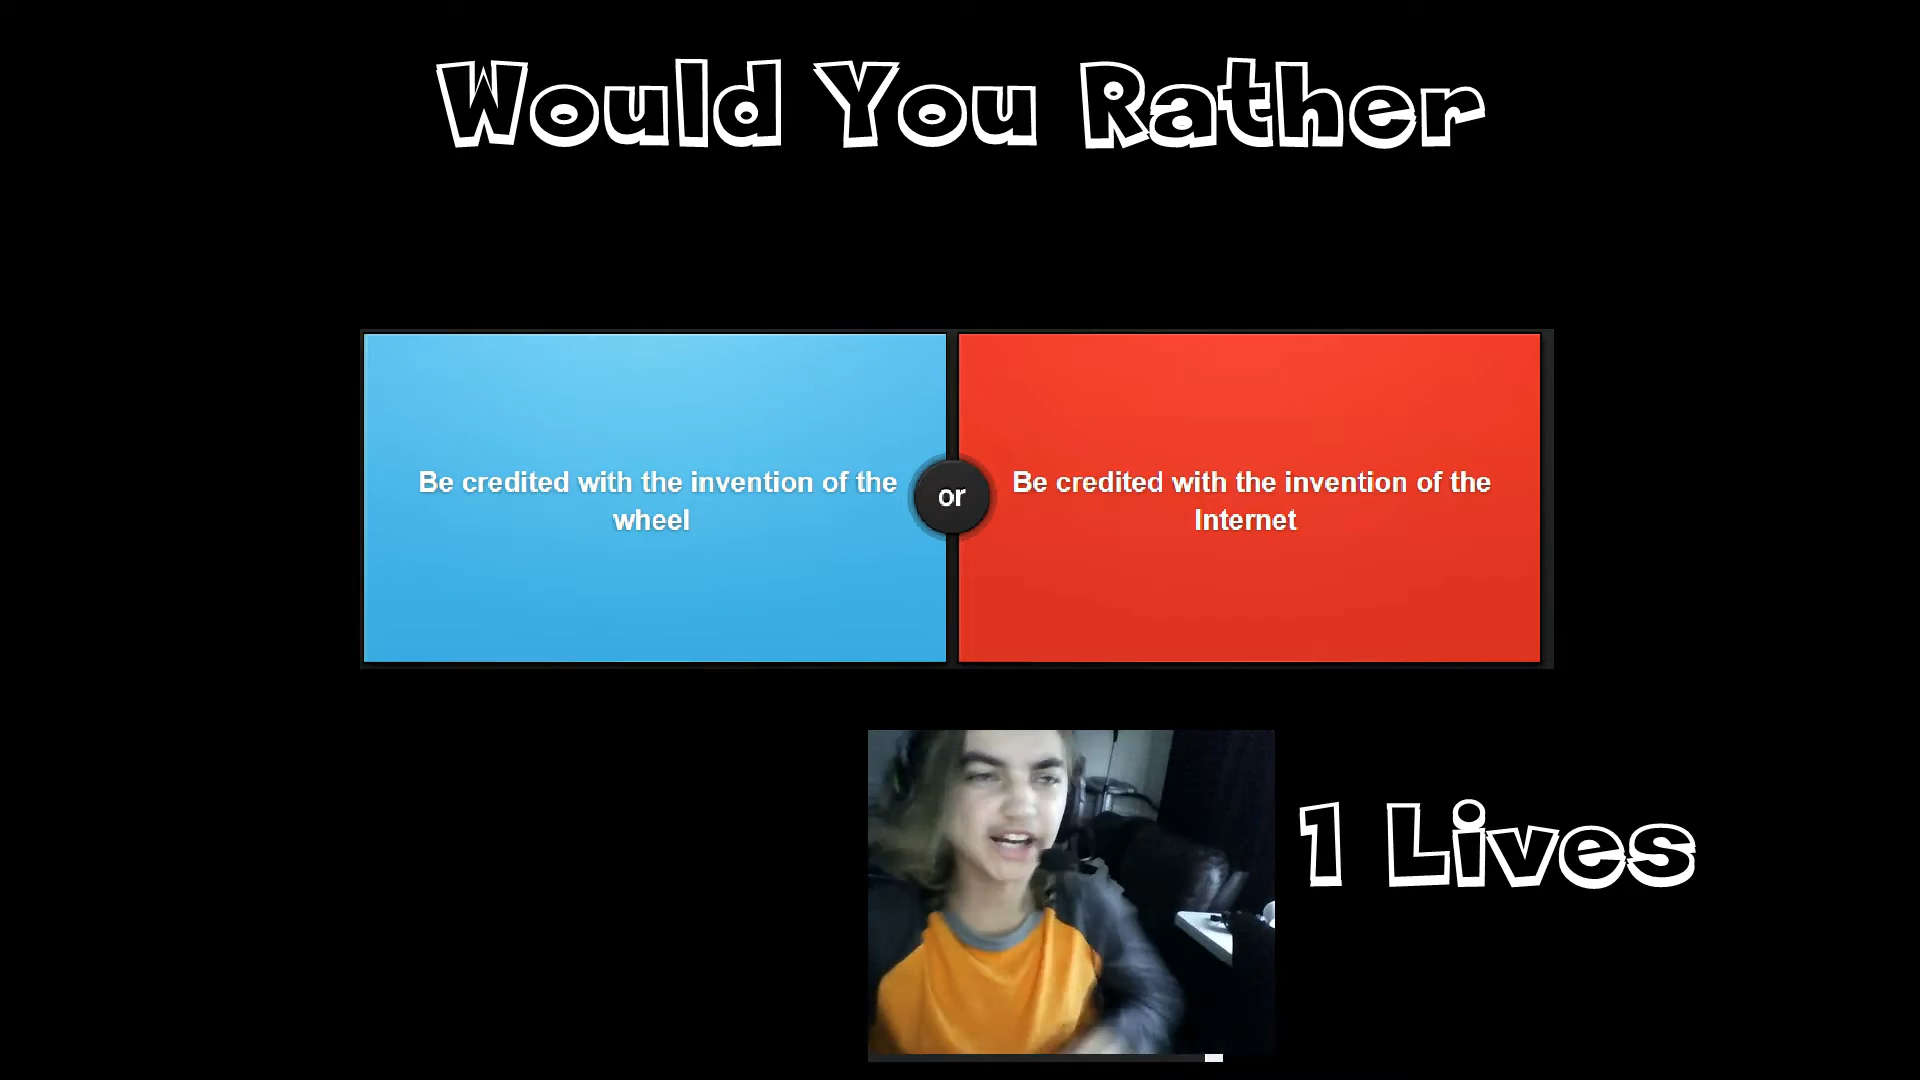 Would You Rather
Be credited with the invention of the
wheel
or
Be credited with the invention of the
Internet
1 Lives